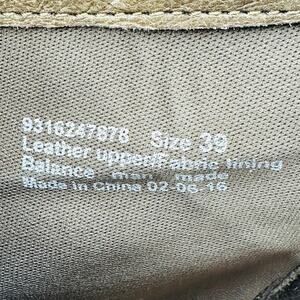 9316247878 Size 39
Leather upper/Fabric lining
Balance man made
Made in China 02-06-16